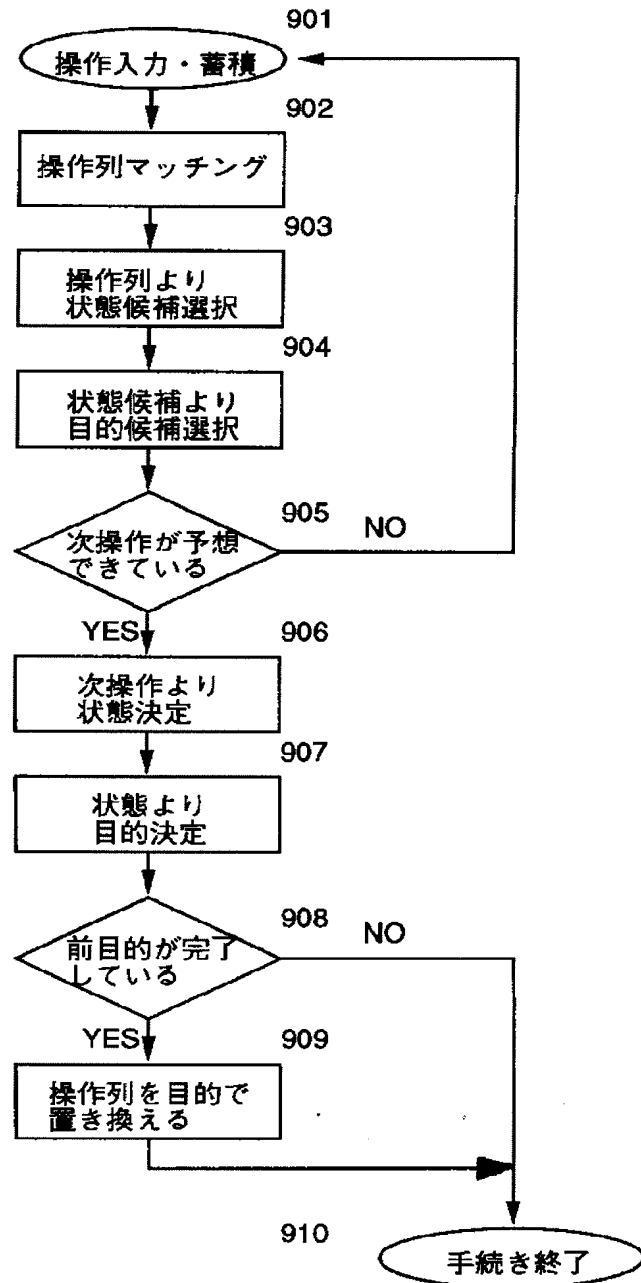 901
操作入力・蓄積
902
操作列マッチング
903
操作列より
状態候補選択
904
状態候補より
目的候補選択
905
NO
次操作が予想
できている
YES
906
次操作より
状態決定
907
状態より
目的決定
908
NO
前目的が完了
している
YES
909
操作列を目的で
置き換える
910
手続き終了